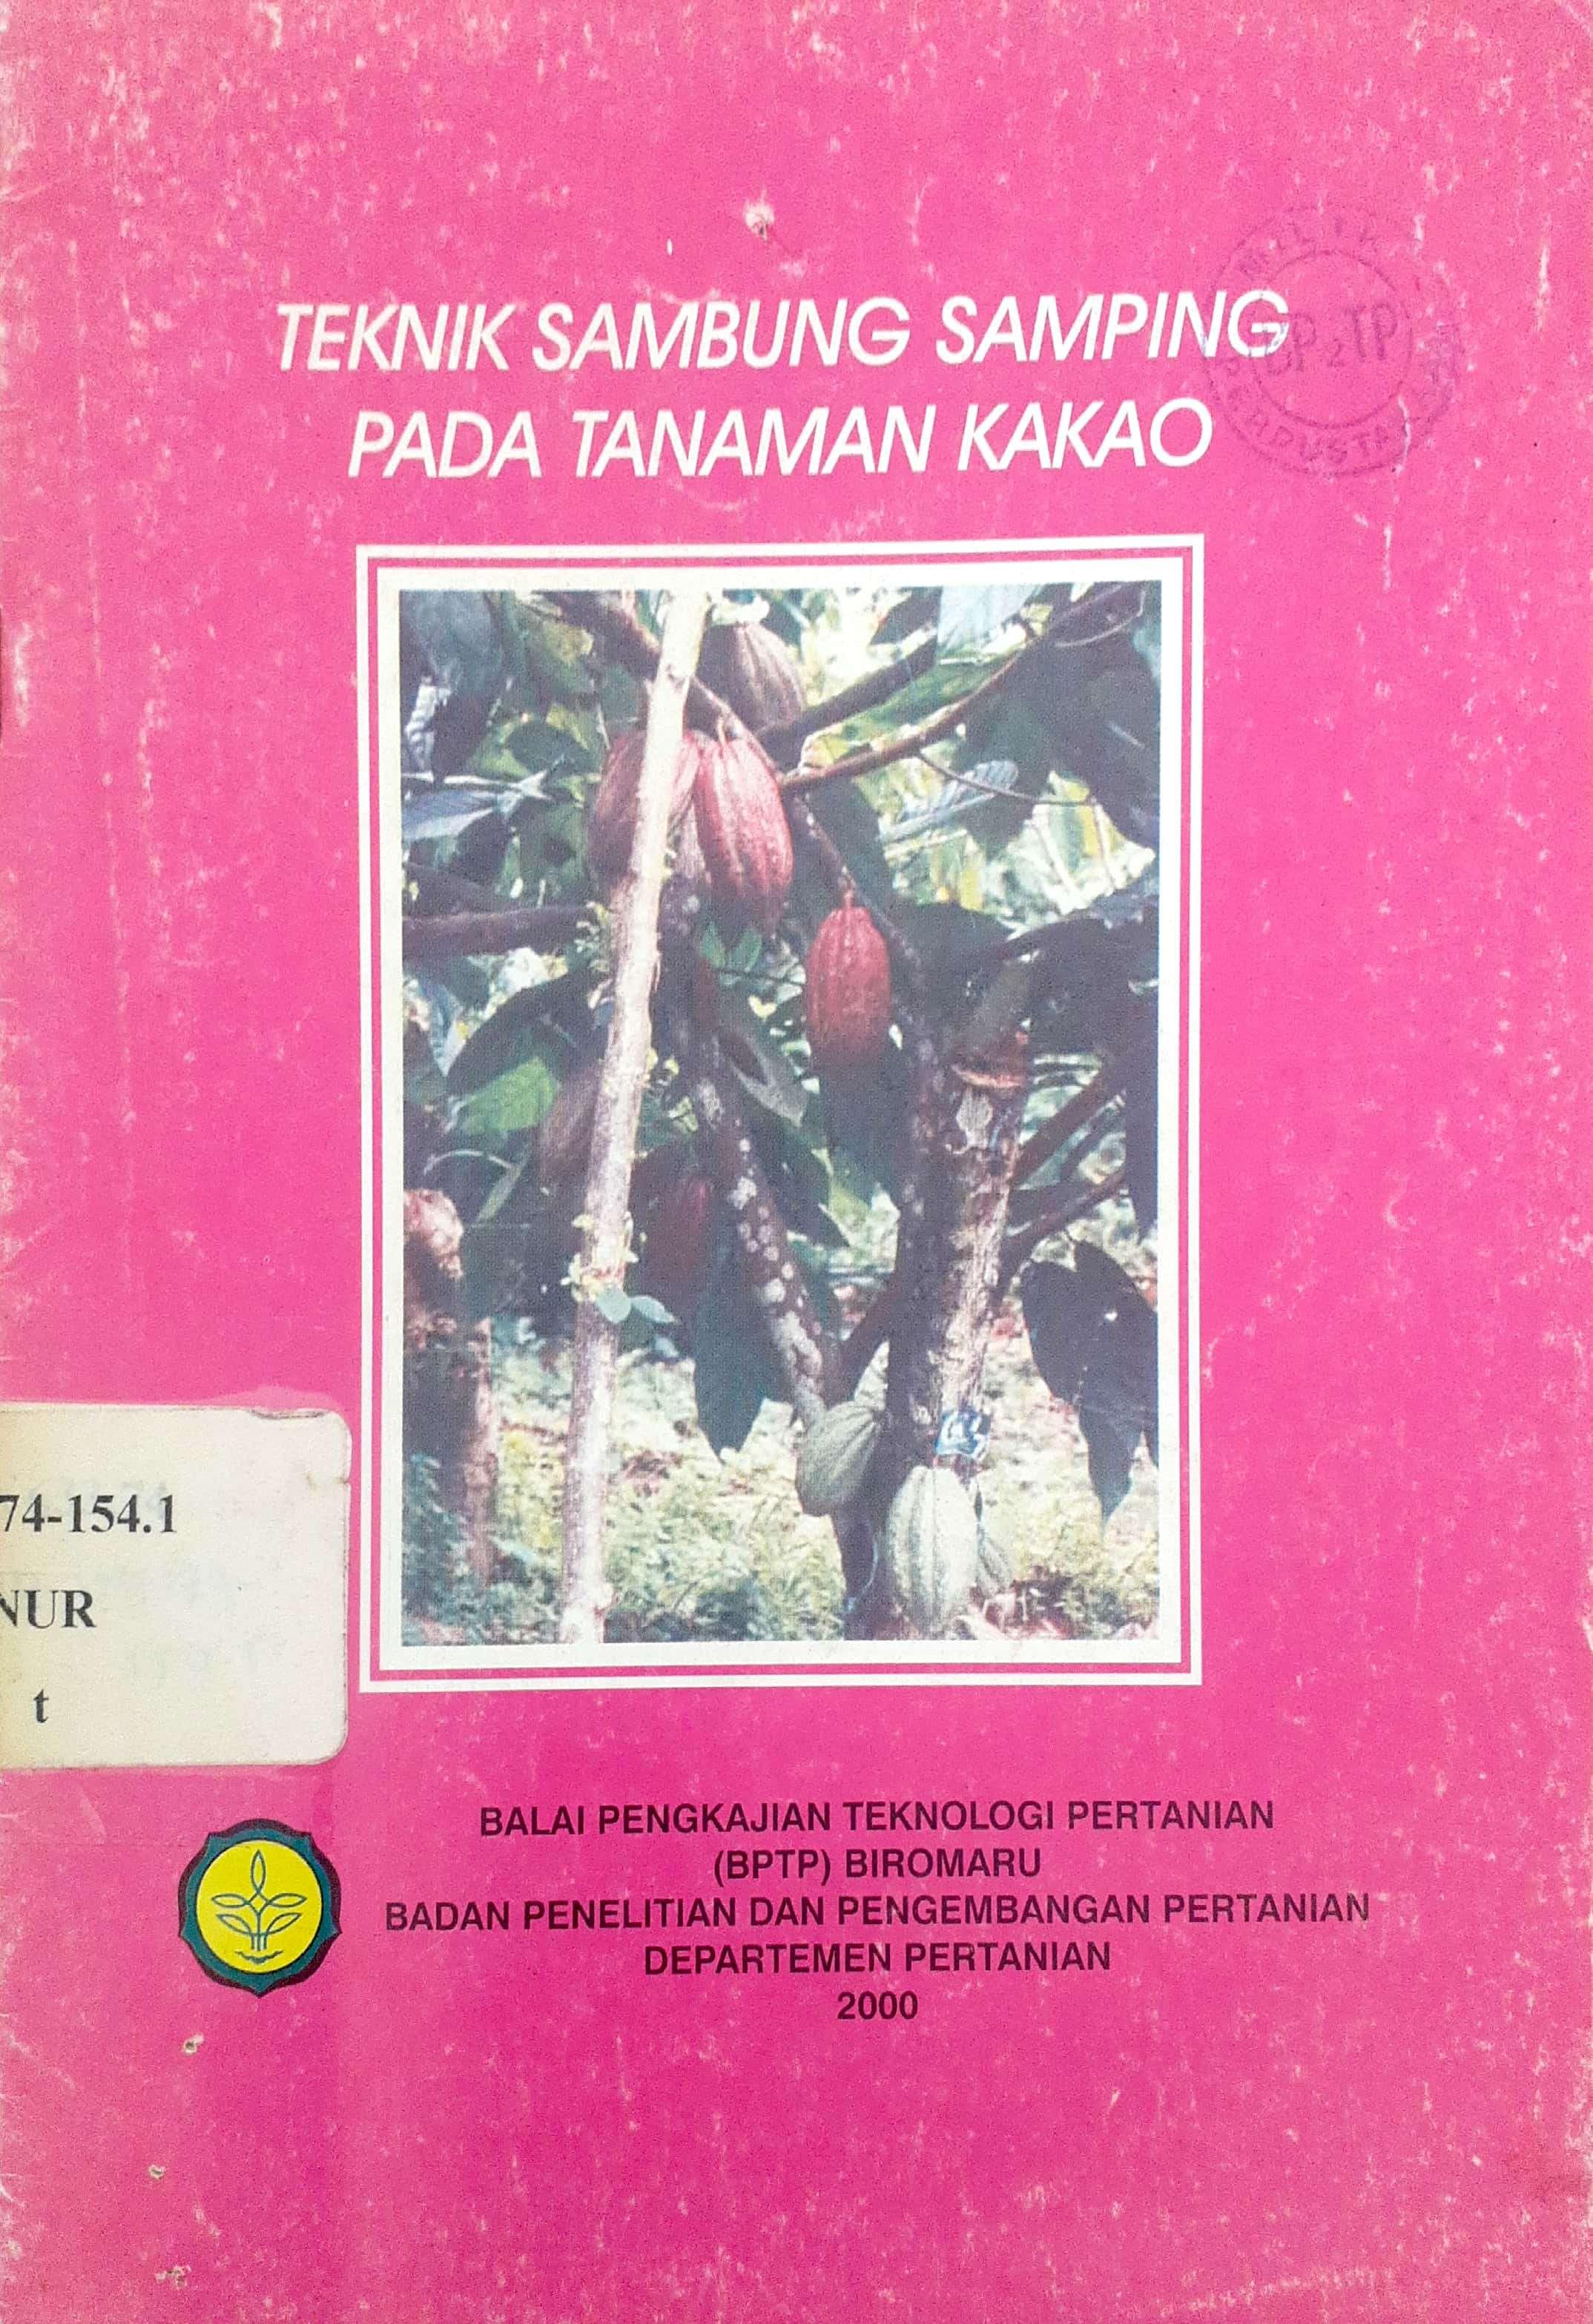 TEKNIK SAMBUNG SAMPING
PADA TANAMAN KAKAO
74-154.1
NUR
t
BALAI PENGKAJIAN TEKNOLOGI PERTANIAN
(BPTP) BIROMARU
BADAN PENELITIAN DAN PENGEMBANGAN PERTANIAN
DEPARTEMEN PERTANIAN
2000